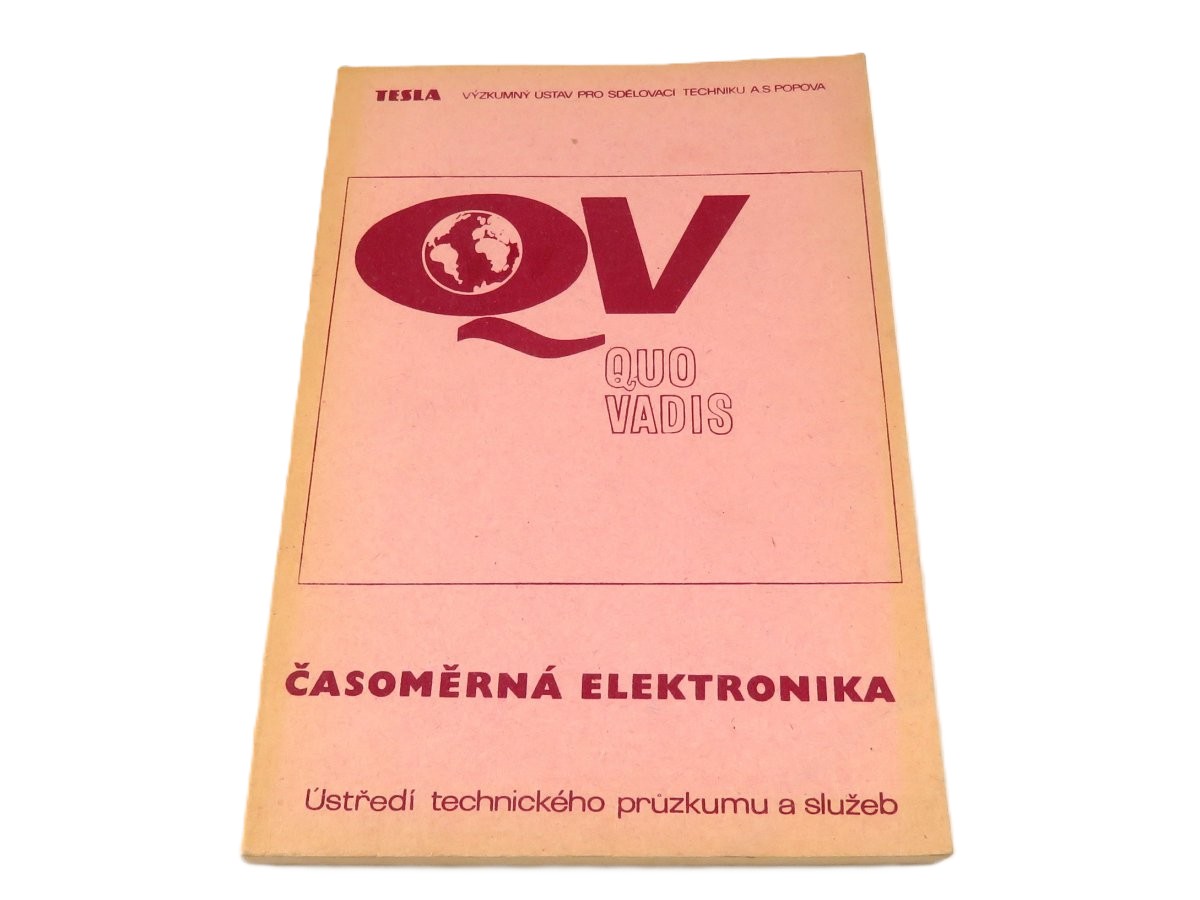 TESLA VÝZKUMNÝ ÚSTAV PRO SDĚLOVACÍ TECHNIKU A.S.POPOVA
QV
QUO
VADIS
ČASOMĚRNÁ ELEKTRONIKA
Ústředí technického průzkumu a služeb